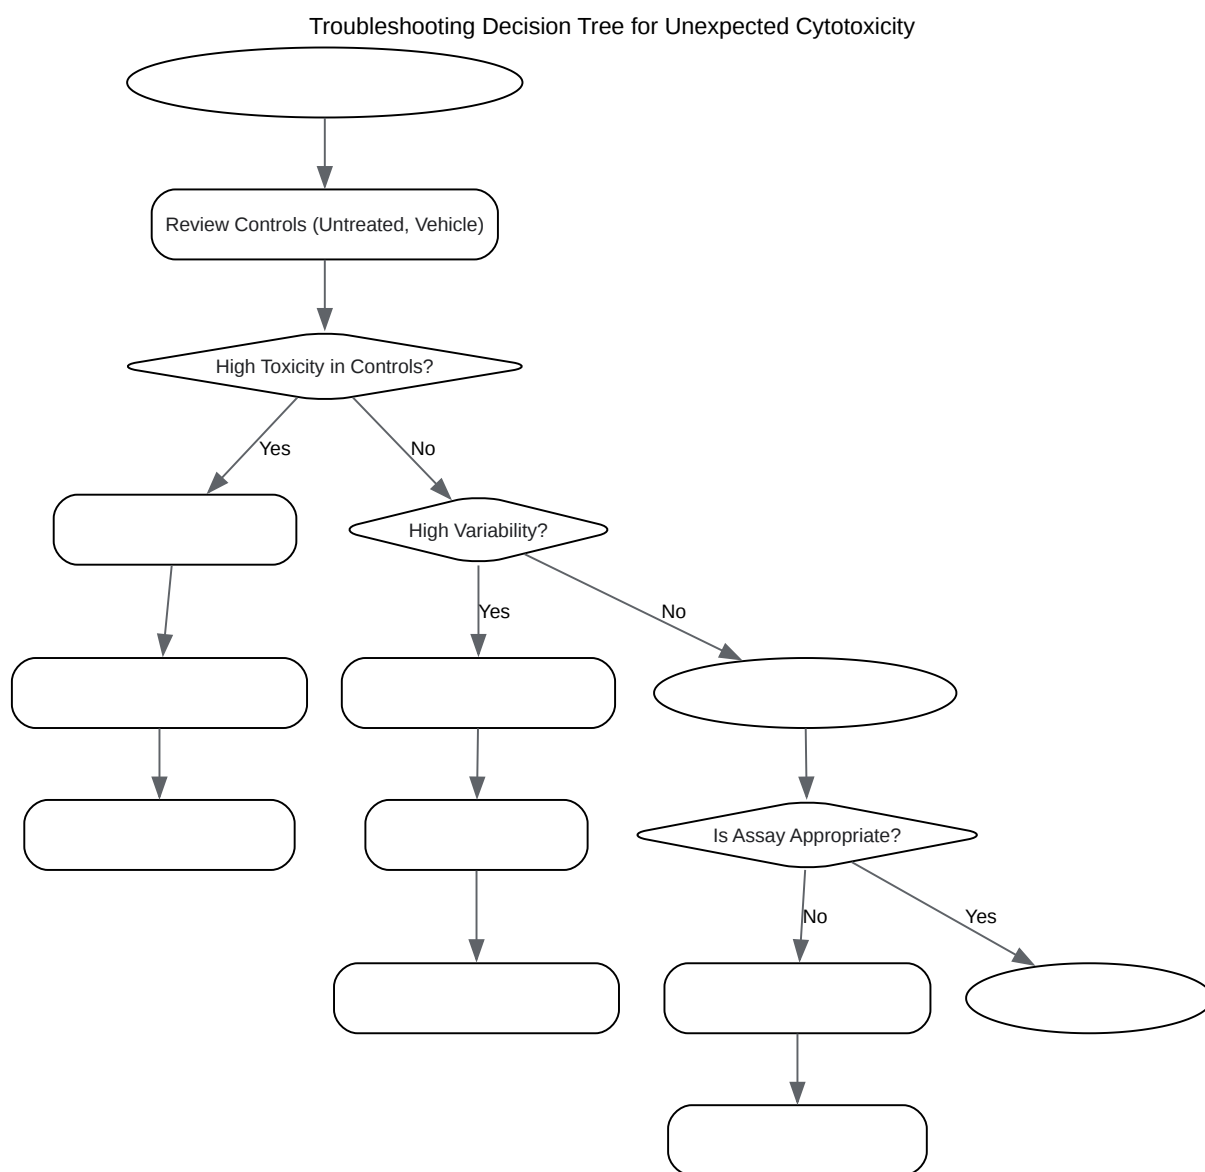 Troubleshooting Decision Tree for Unexpected Cytotoxicity
Review Controls (Untreated, Vehicle)
High Toxicity in Controls?
Yes
No
High Variability?
Yes
No
Is Assay Appropriate?
No
Yes